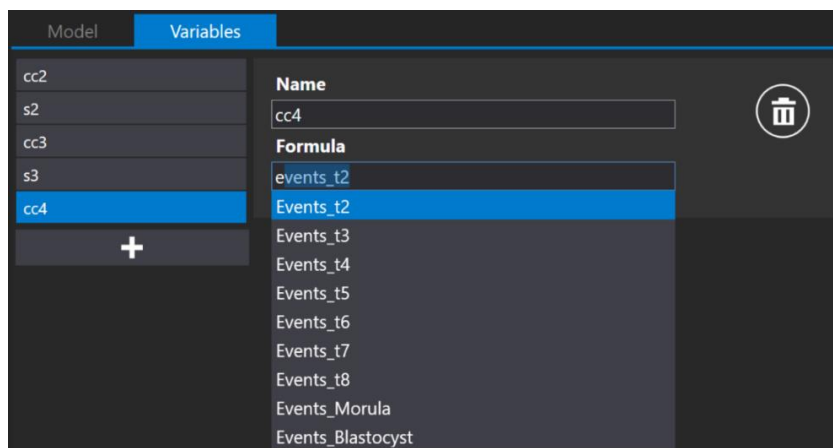 Model Variables
cc2
s2
cc3
s3
cc4
Name
cc4
Formula
events_t2
Events_t2
Events_t3
Events_t4
Events_t5
Events_t6
Events_t7
Events_t8
Events_Morula
Events_Blastocyst